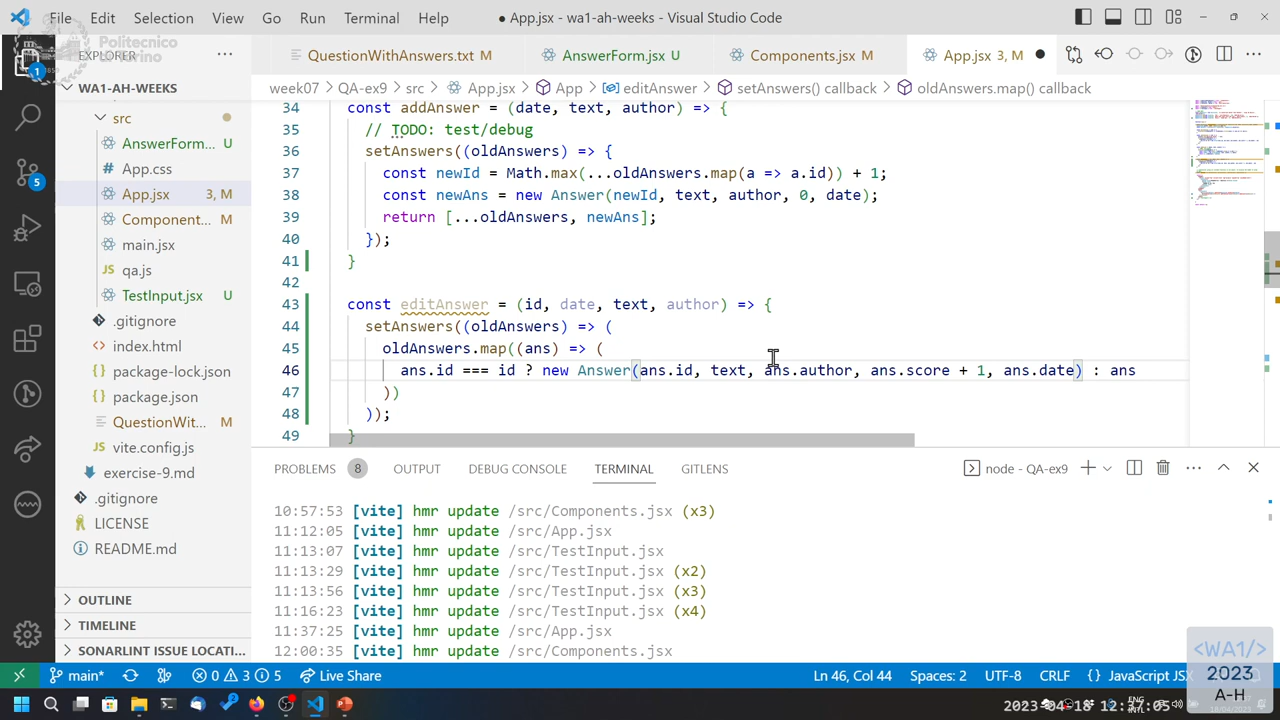 File Edit Selection View Go Run Terminal Help
● App.jsx - wa1-ah-weeks - Visual Studio Code
Politecnico
EXPLORER ...
QuestionWithAnswers.txt M
AnswerForm.jsx U
Components.jsx M
App.jsx 3, M ●
WA1-AH-WEEKS
week07 > QA-ex9 > src > App.jsx > App > editAnswer > setAnswers() callback > oldAnswers.map() callback
src
AnswerForm... U
App.css
App.jsx 3, M
Component... M
main.jsx
qa.js
TestInput.jsx U
.gitignore
index.html
package-lock.json
package.json
QuestionWit... M
vite.config.js
exercise-9.md
.gitignore
LICENSE
README.md
OUTLINE
TIMELINE
SONARLINT ISSUE LOCATI...
1
5
34 const addAnswer = (date, text, author) => {
35 // TODO: test/debug
36 setAnswers((oldAnswers) => {
37 const newId = Math.max(...oldAnswers.map(a => a.id)) + 1;
38 const newAns = new Answer(newId, text, author, 0, date);
39 return [...oldAnswers, newAns];
40 });
41 }
42
43 const editAnswer = (id, date, text, author) => {
44 setAnswers((oldAnswers) => (
45 oldAnswers.map((ans) => (
46 ans.id === id ? new Answer(ans.id, text, ans.author, ans.score + 1, ans.date) : ans
47 ))
48 ));
49 }
PROBLEMS 8 OUTPUT DEBUG CONSOLE TERMINAL GITLENS
node - QA-ex9
10:57:53 [vite] hmr update /src/Components.jsx (x3)
11:12:05 [vite] hmr update /src/App.jsx
11:13:07 [vite] hmr update /src/TestInput.jsx
11:13:29 [vite] hmr update /src/TestInput.jsx (x2)
11:13:56 [vite] hmr update /src/TestInput.jsx (x3)
11:16:23 [vite] hmr update /src/TestInput.jsx (x4)
11:37:25 [vite] hmr update /src/App.jsx
12:00:35 [vite] hmr update /src/Components.jsx
main* 0 3 5 Live Share
Ln 46, Col 44 Spaces: 2 UTF-8 CRLF JavaScript JSX
<WA1/>
2023
A-H
ENG
18/04/2023